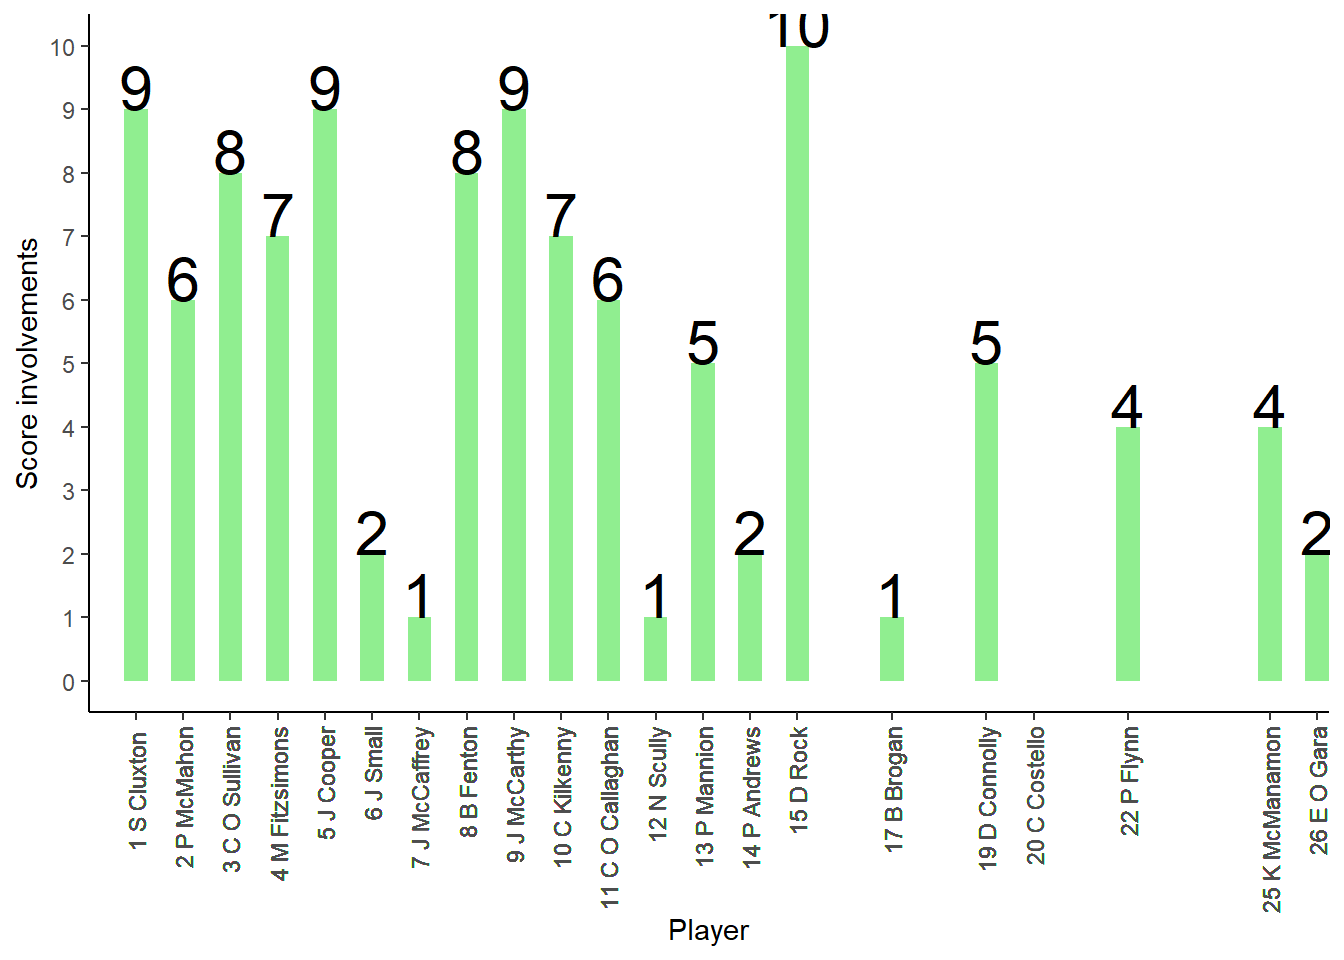 Score involvements
10
9
8
7
6
5
4
3
2
1
0
9
6
8
7
9
2
1
8
9
7
6
1
5
2
10
1
5
4
4
2
1 S Cluxton
2 P McMahon
3 C O Sullivan
4 M Fitzsimons
5 J Cooper
6 J Small
7 J McCaffrey
8 B Fenton
9 J McCarthy
10 C Kilkenny
11 C O Callaghan
12 N Scully
13 P Mannion
14 P Andrews
15 D Rock
17 B Brogan
19 D Connolly
20 C Costello
22 P Flynn
25 K McManamon
26 E O Gara
Player